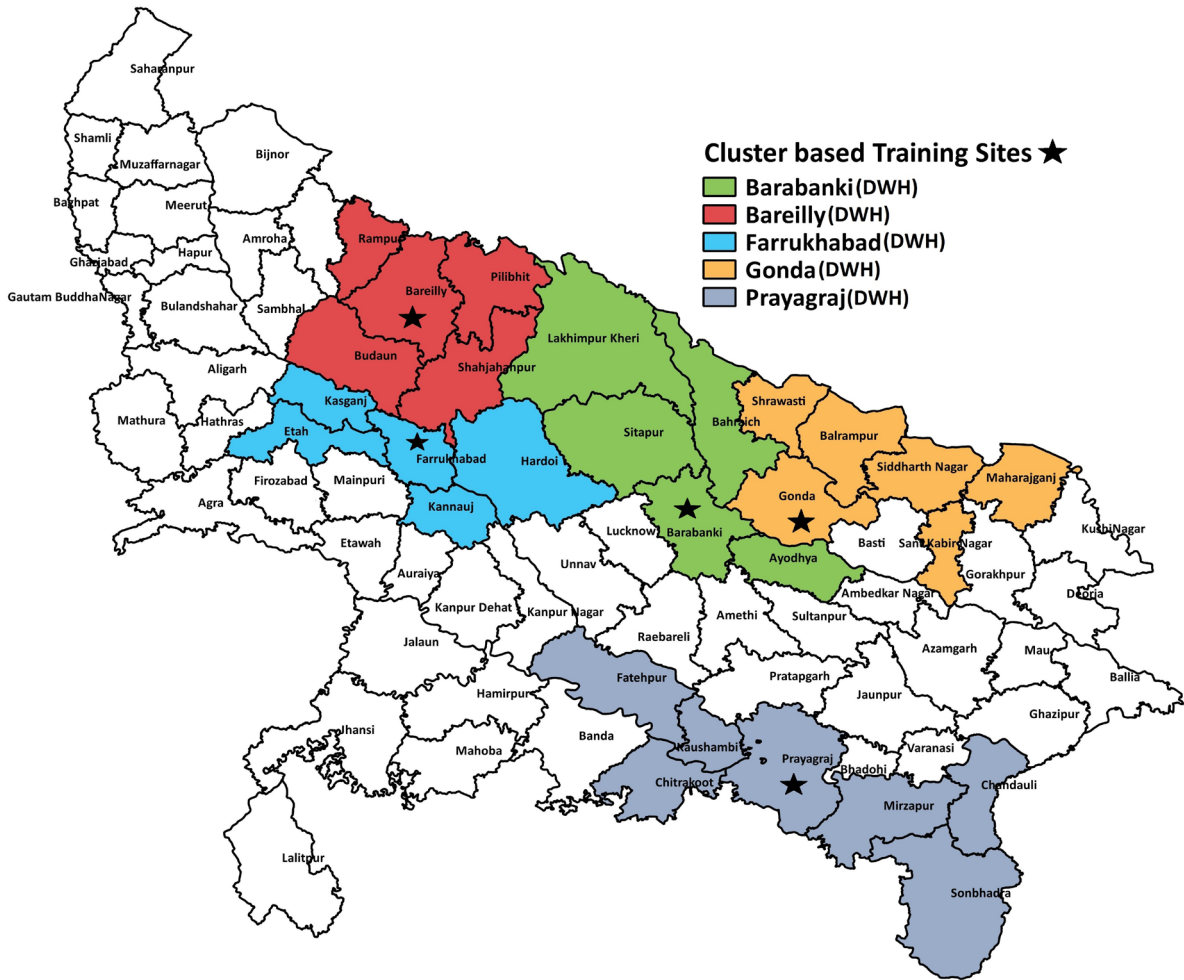 Saharanpur
Shamli
Muzaffarnagar
Bijnor
Cluster based Training Sites
Barabanki(DWH)
Bareilly(DWH)
Farrukhabad(DWH)
Gonda(DWH)
Prayagraj(DWH)
Baghpat
Meerut
Amroha
Rampur
Ghaziabad
Hapur
Pilibhit
Bareilly
Gautam BuddhaNagar
Bulandshahar
Sambhal
Lakhimpur Kheri
Budaun
Shahjahanpur
Aligarh
Kasganj
Shrawasti
Mathura
Hathras
Etah
Sitapur
Bahraich
Balrampur
Farrukhabad
Hardoi
Siddharth Nagar
Maharajganj
Firozabad
Mainpuri
Gonda
Agra
Kannauj
Lucknow
Barabanki
KushiNagar
Etawah
Basti
Sant Kabir Nagar
Unnav
Ayodhya
Auraiya
Gorakhpur
Ambedkar Nagar
Deoria
Kanpur Dehat
Kanpur Nagar
Amethi
Sultanpur
Jalaun
Raebareli
Azamgarh
Mau
Fatehpur
Pratapgarh
Ballia
Hamirpur
Jaunpur
Ghazipur
Jhansi
Banda
Mahoba
Kaushambi
Varanasi
Prayagraj
Bhadohi
Chitrakoot
Chandauli
Mirzapur
Lalitpur
Sonbhadra